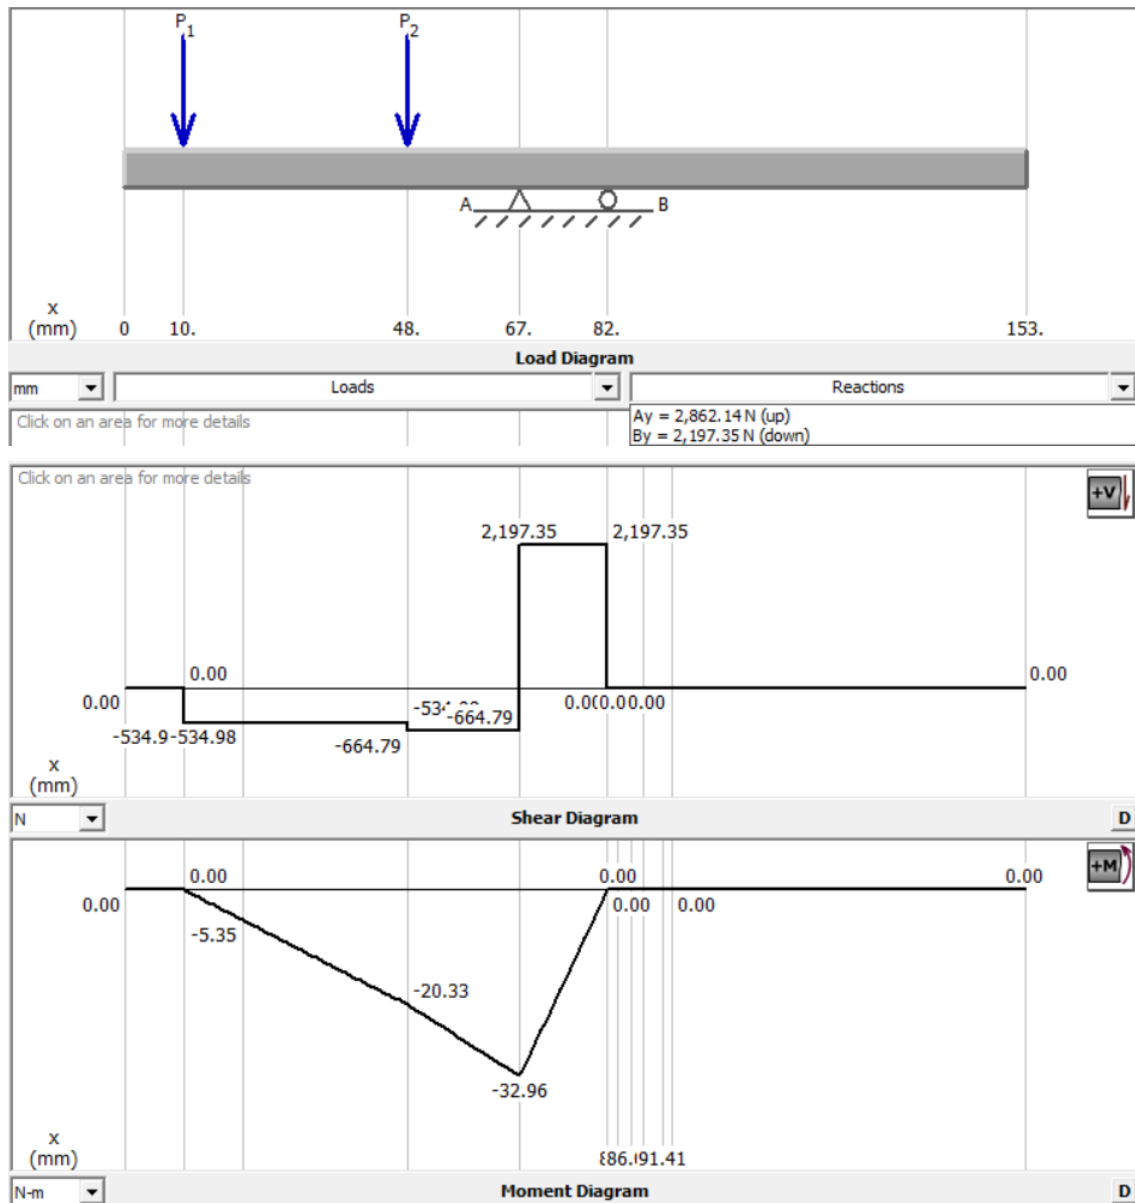 P1 P2
A B
x
(mm) 0 10. 48. 67. 82. 153.
Load Diagram
mm Loads Reactions
Click on an area for more details
Ay = 2,862.14 N (up)
By = 2,197.35 N (down)
Click on an area for more details
+V
2,197.35 2,197.35
0.00 0.00
0.00 -664.79 0.00
-534.98 -664.79
x
(mm)
N Shear Diagram D
+M
0.00 0.00 0.00
0.00 0.00 0.00
-5.35
-20.33
-32.96
x
(mm) 91.41
N-m Moment Diagram D